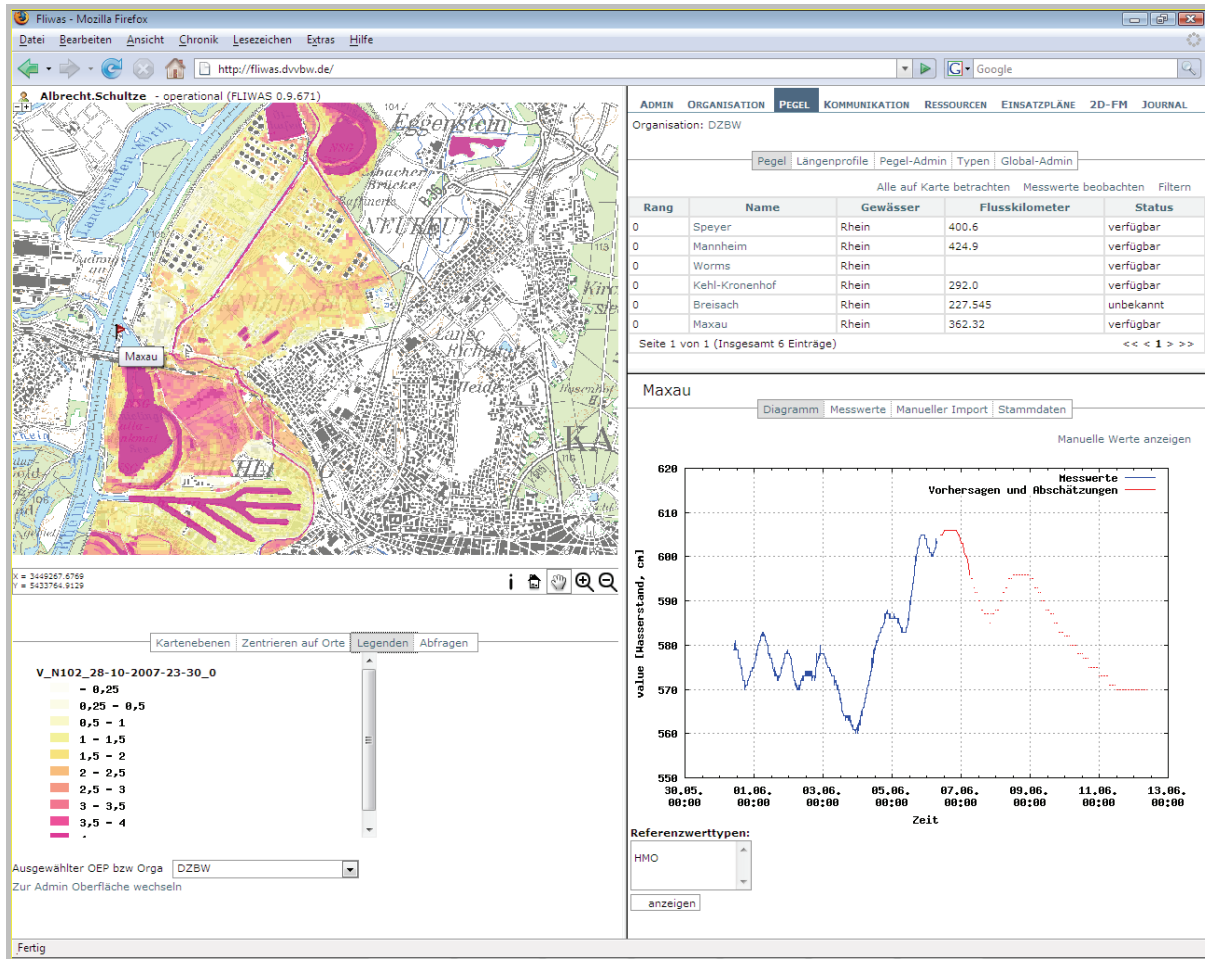 Fliwas - Mozilla Firefox
Datei Bearbeiten Ansicht Chronik Lesezeichen Extras Hilfe
http://fliwas.dvvbw.de/
Google
Albrecht.Schultze - operational (FLIWAS 0.9.671)
Eggenstein
NSG
Brücke
B 36
Raffinerie
NEUREUT
113
Maxau
Heide
KA
116
X = 3449267.6769
Y = 5433764.9129
Kartenebenen Zentrieren auf Orte Legenden Abfragen
V_N102_28-10-2007-23-30_0
- 0,25
0,25 - 0,5
0,5 - 1
1 - 1,5
1,5 - 2
2 - 2,5
2,5 - 3
3 - 3,5
3,5 - 4
Ausgewählter OEP bzw Orga DZBW
Zur Admin Oberfläche wechseln
ADMIN ORGANISATION PEGEL KOMMUNIKATION RESSOURCEN EINSATZPLÄNE 2D-FM JOURNAL
Organisation: DZBW
Pegel Längenprofile Pegel-Admin Typen Global-Admin
Alle auf Karte betrachten Messwerte beobachten Filtern
Rang Name Gewässer Flusskilometer Status
0 Speyer Rhein 400.6 verfügbar
0 Mannheim Rhein 424.9 verfügbar
0 Worms Rhein verfügbar
0 Kehl-Kronenhof Rhein 292.0 verfügbar
0 Breisach Rhein 227.545 unbekannt
0 Maxau Rhein 362.32 verfügbar
Seite 1 von 1 (Insgesamt 6 Einträge) << < 1 > >>
Maxau
Diagramm Messwerte Manueller Import Stammdaten
Manuelle Werte anzeigen
Messwerte
Vorhersagen und Abschätzungen
value [Wasserstand, cm]
620
610
600
590
580
570
560
550
30.05. 01.06. 03.06. 05.06. 07.06. 09.06. 11.06. 13.06.
00:00 00:00 00:00 00:00 00:00 00:00 00:00 00:00
Zeit
Referenzwerttypen:
HMO
anzeigen
Fertig